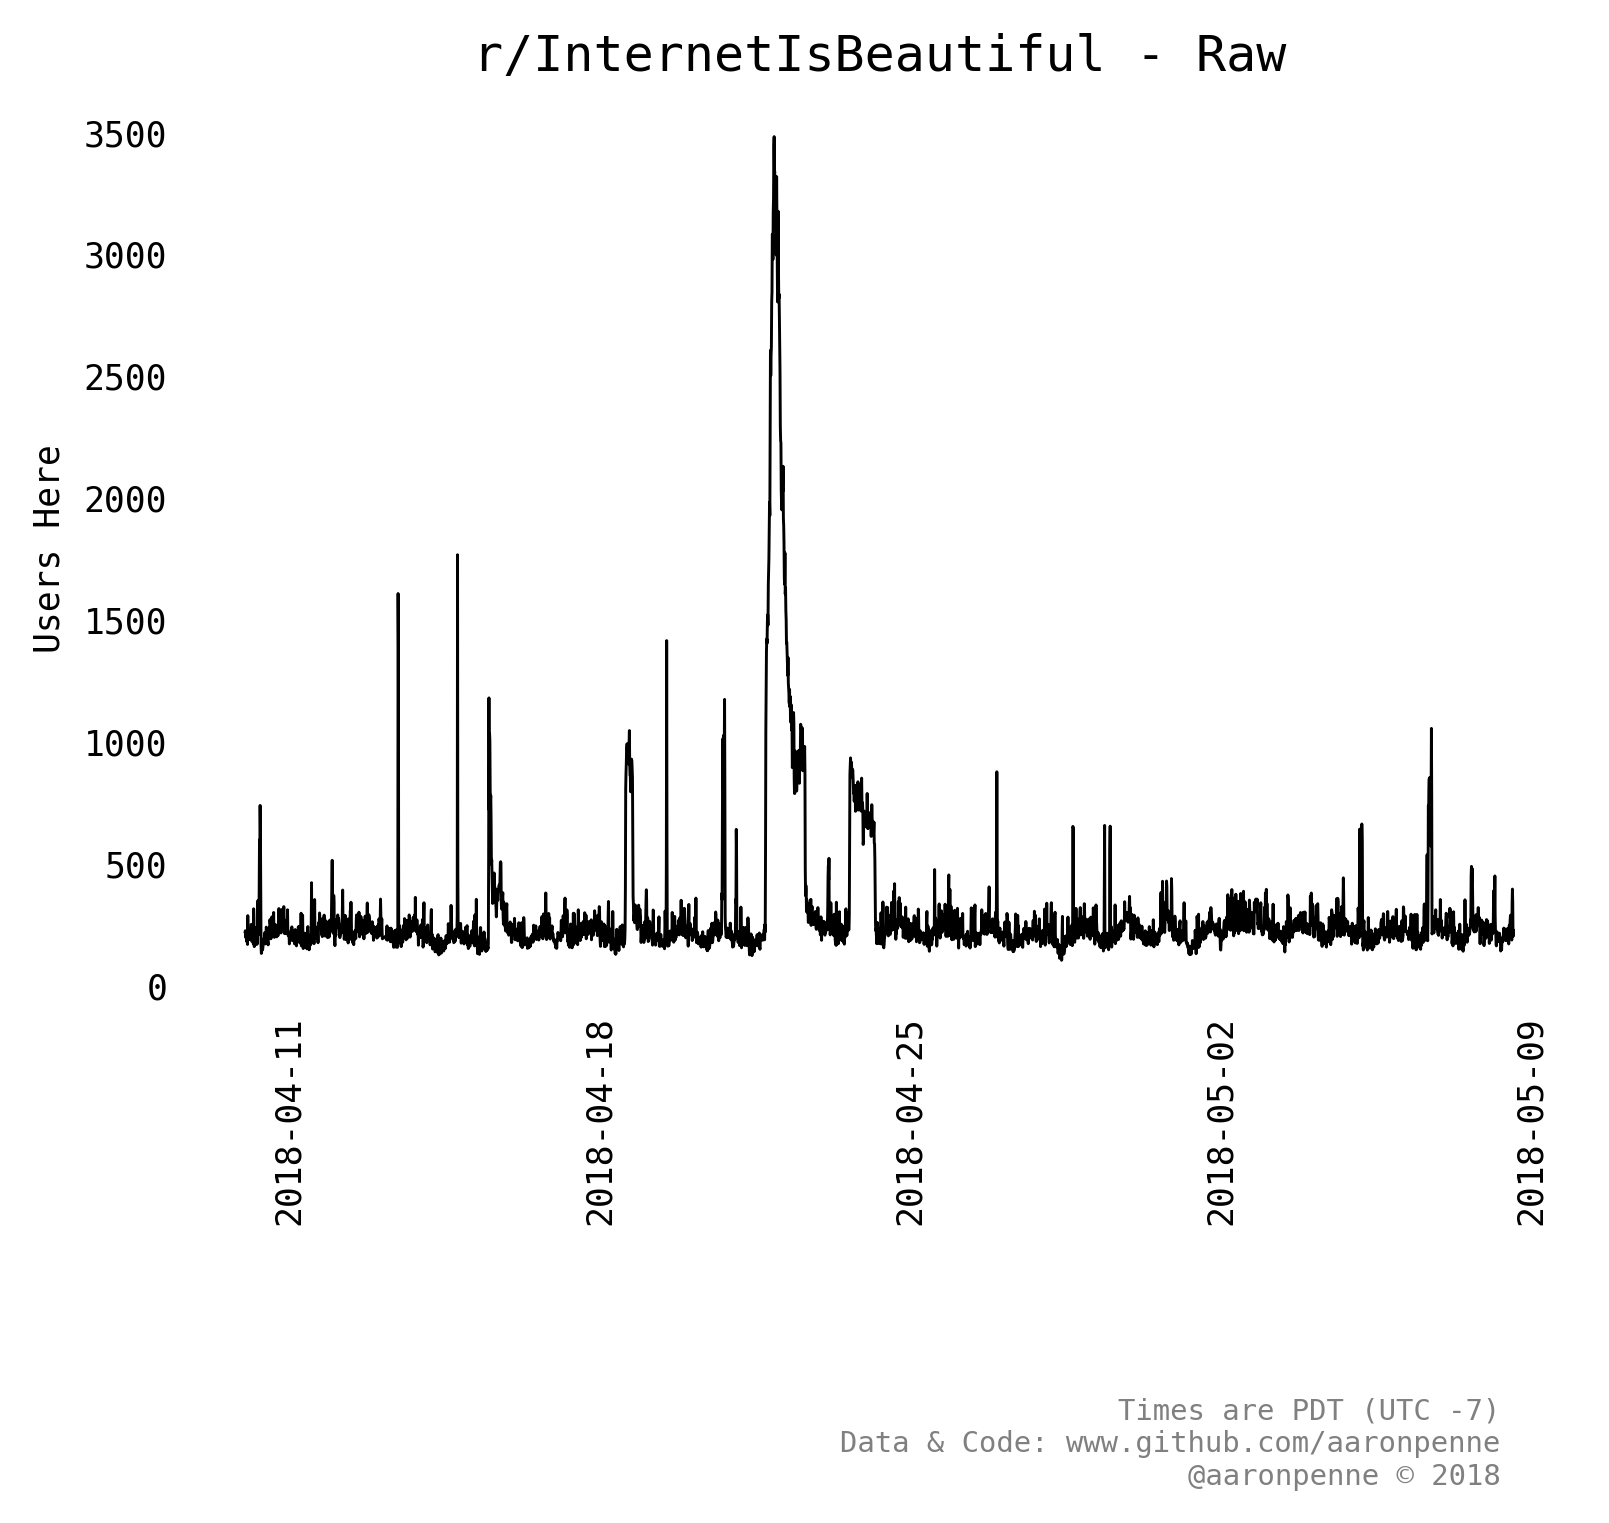 r/InternetIsBeautiful - Raw
3500
3000
2500
2000
1500
1000
500
0
Users Here
2018-04-11
2018-04-18
2018-04-25
2018-05-02
2018-05-09
Times are PDT (UTC -7)
Data & Code: www.github.com/aaronpenne
@aaronpenne © 2018